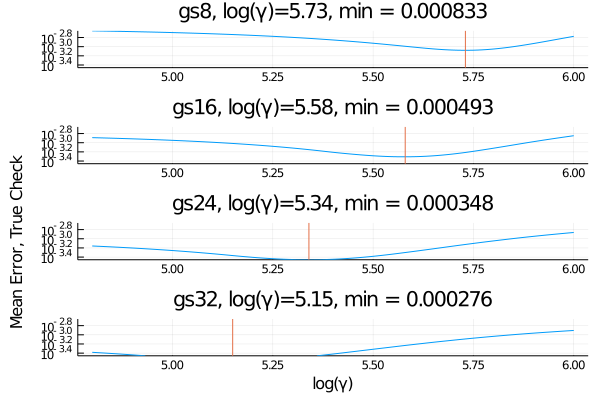 gs8, log(γ)=5.73, min = 0.000833
10^-2.8
10^-3.0
10^-3.2
10^-3.4
5.00 5.25 5.50 5.75 6.00
gs16, log(γ)=5.58, min = 0.000493
10^-2.8
10^-3.0
10^-3.2
10^-3.4
5.00 5.25 5.50 5.75 6.00
gs24, log(γ)=5.34, min = 0.000348
10^-2.8
10^-3.0
10^-3.2
10^-3.4
5.00 5.25 5.50 5.75 6.00
gs32, log(γ)=5.15, min = 0.000276
10^-2.8
10^-3.0
10^-3.2
10^-3.4
5.00 5.25 5.50 5.75 6.00
log(γ)
Mean Error, True Check